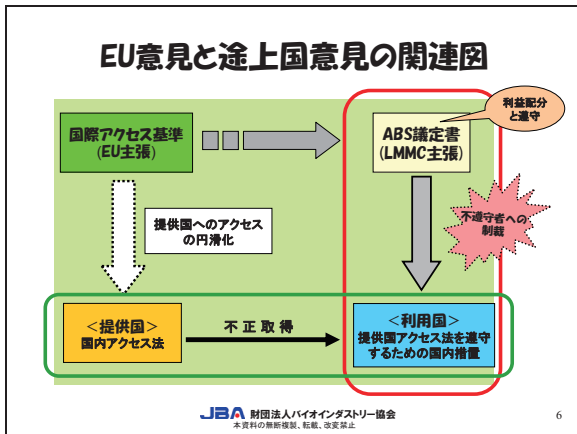 EU意見と途上国意見の関連図
利益配分
と遵守
国際アクセス基準
(EU主張)
ABS議定書
(LMMC主張)
不遵守者への
制裁
提供国へのアクセス
の円滑化
＜提供国＞
国内アクセス法
不正取得
＜利用国＞
提供国アクセス法を遵守
するための国内措置
JBA 財団法人バイオインダストリー協会
本資料の無断複製、転載、改変禁止
6